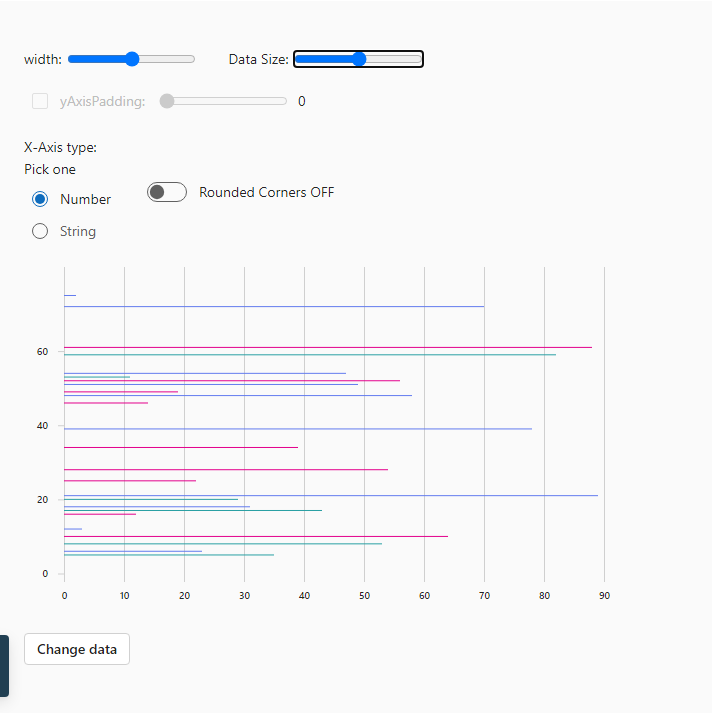 width: Data Size:
yAxisPadding: 0
X-Axis type:
Pick one
Number Rounded Corners OFF
String
60
40
20
0
0 10 20 30 40 50 60 70 80 90
Change data